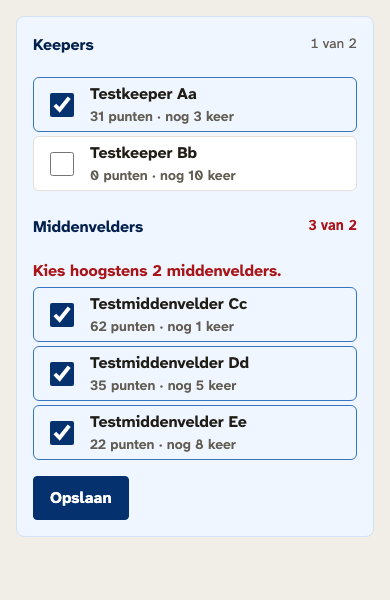 Keepers
1 van 2
Testkeeper Aa
31 punten · nog 3 keer
Testkeeper Bb
0 punten · nog 10 keer
Middenvelders
3 van 2
Kies hoogstens 2 middenvelders.
Testmiddenvelder Cc
62 punten · nog 1 keer
Testmiddenvelder Dd
35 punten · nog 5 keer
Testmiddenvelder Ee
22 punten · nog 8 keer
Opslaan